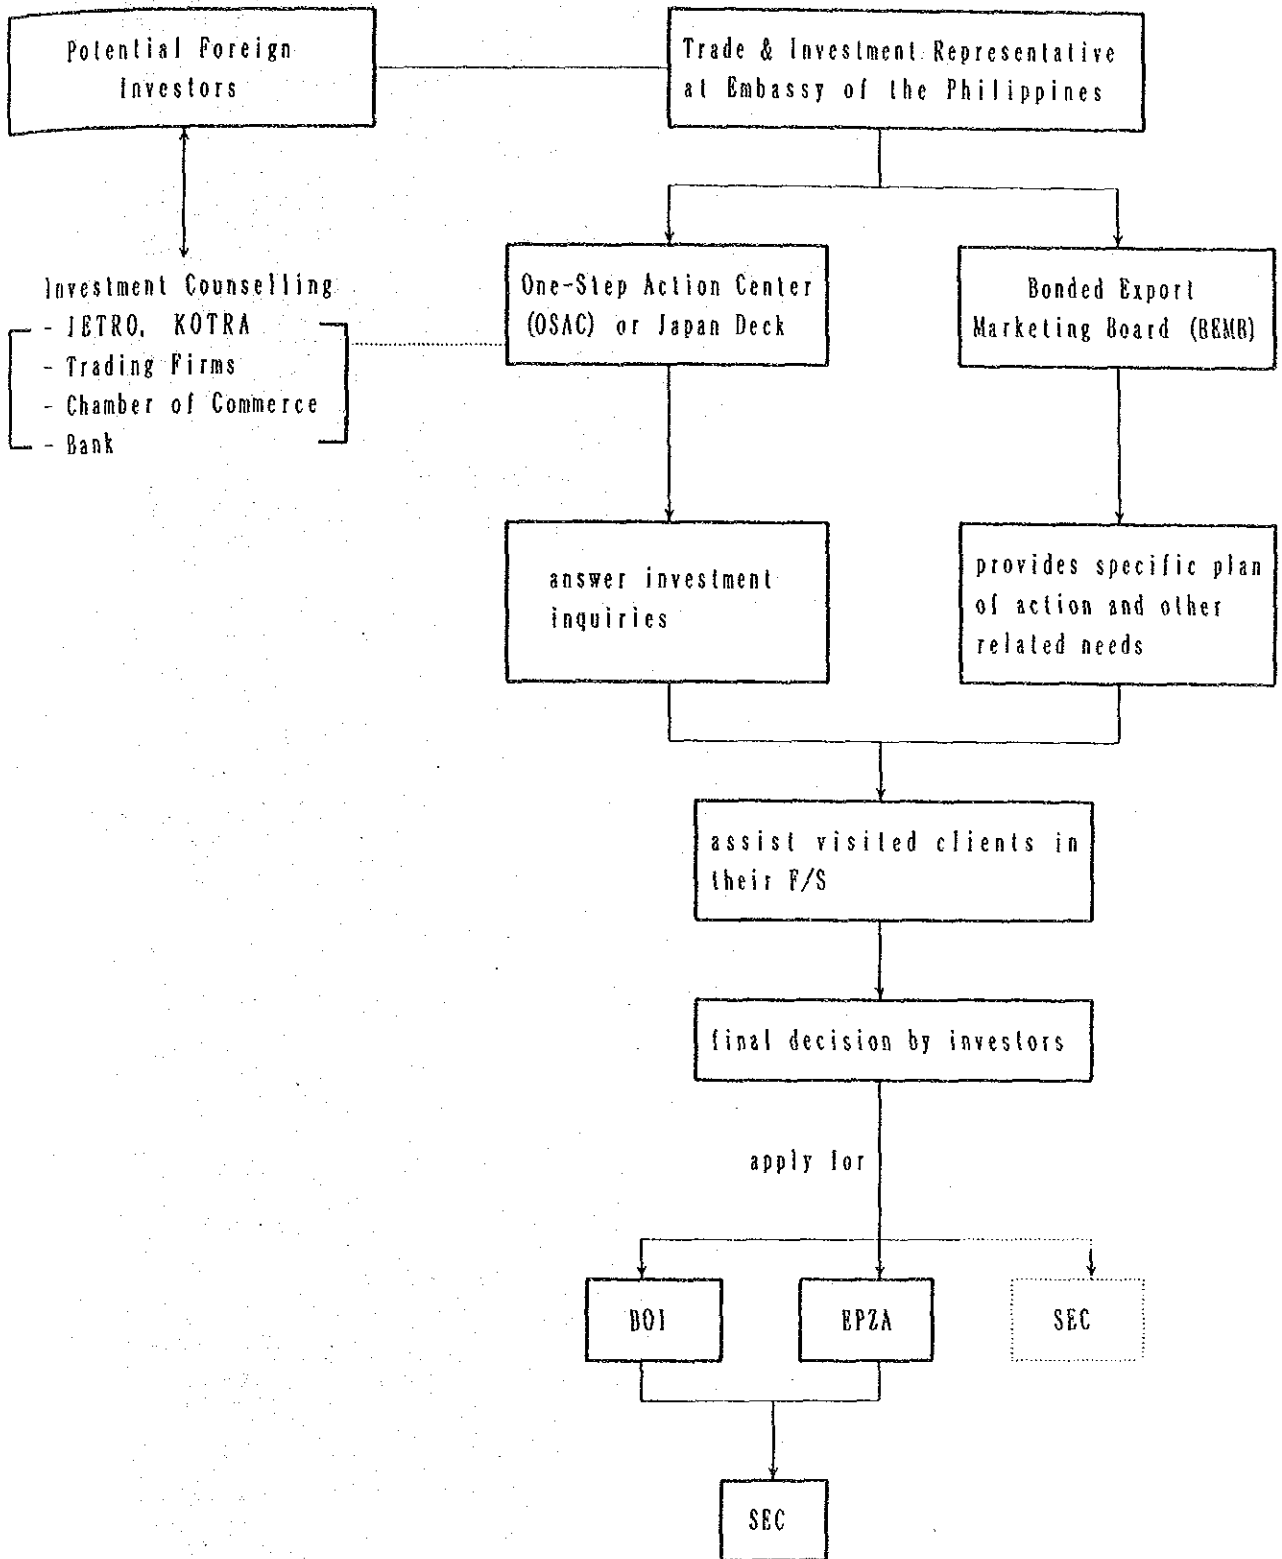 Potential Foreign
Investors
Trade & Investment Representative
at Embassy of the Philippines
Investment Counselling
- JETRO, KOTRA
- Trading Firms
- Chamber of Commerce
- Bank
One-Step Action Center
(OSAC) or Japan Deck
Bonded Export
Marketing Board (BEMB)
answer investment
inquiries
provides specific plan
of action and other
related needs
assist visited clients in
their F/S
final decision by investors
apply for
BOI
EPZA
SEC
SEC